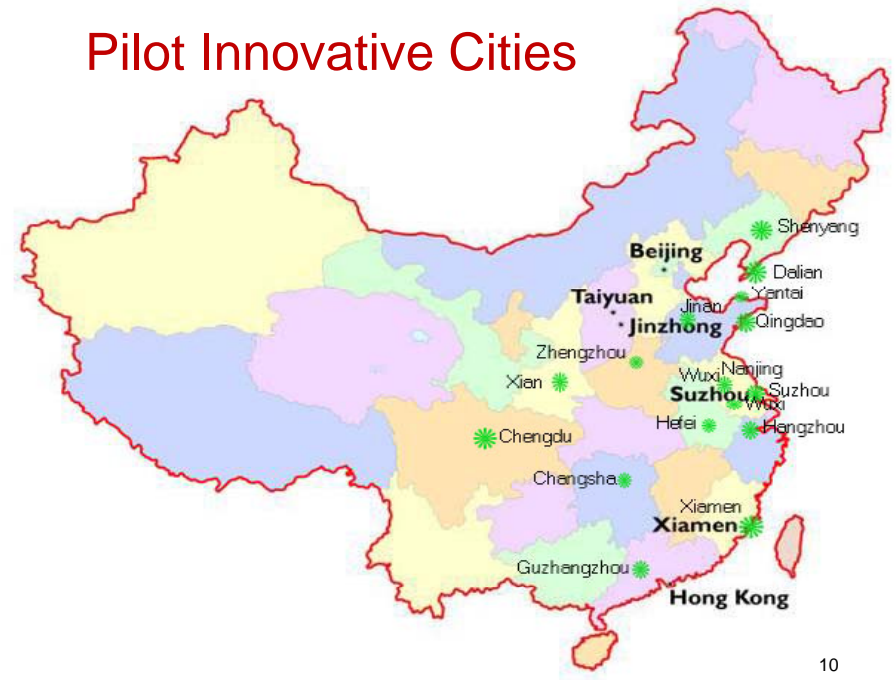 Pilot Innovative Cities
Shenyang
Beijing
Dalian
Yantai
Taiyuan
Jinan
Jinzhong
Qingdao
Zhengzhou
Nanjing
Wuxi
Xian
Suzhou
Suzhou
Wuxi
Hefei
Hangzhou
Chengdu
Changsha
Xiamen
Xiamen
Guzhangzhou
Hong Kong
10